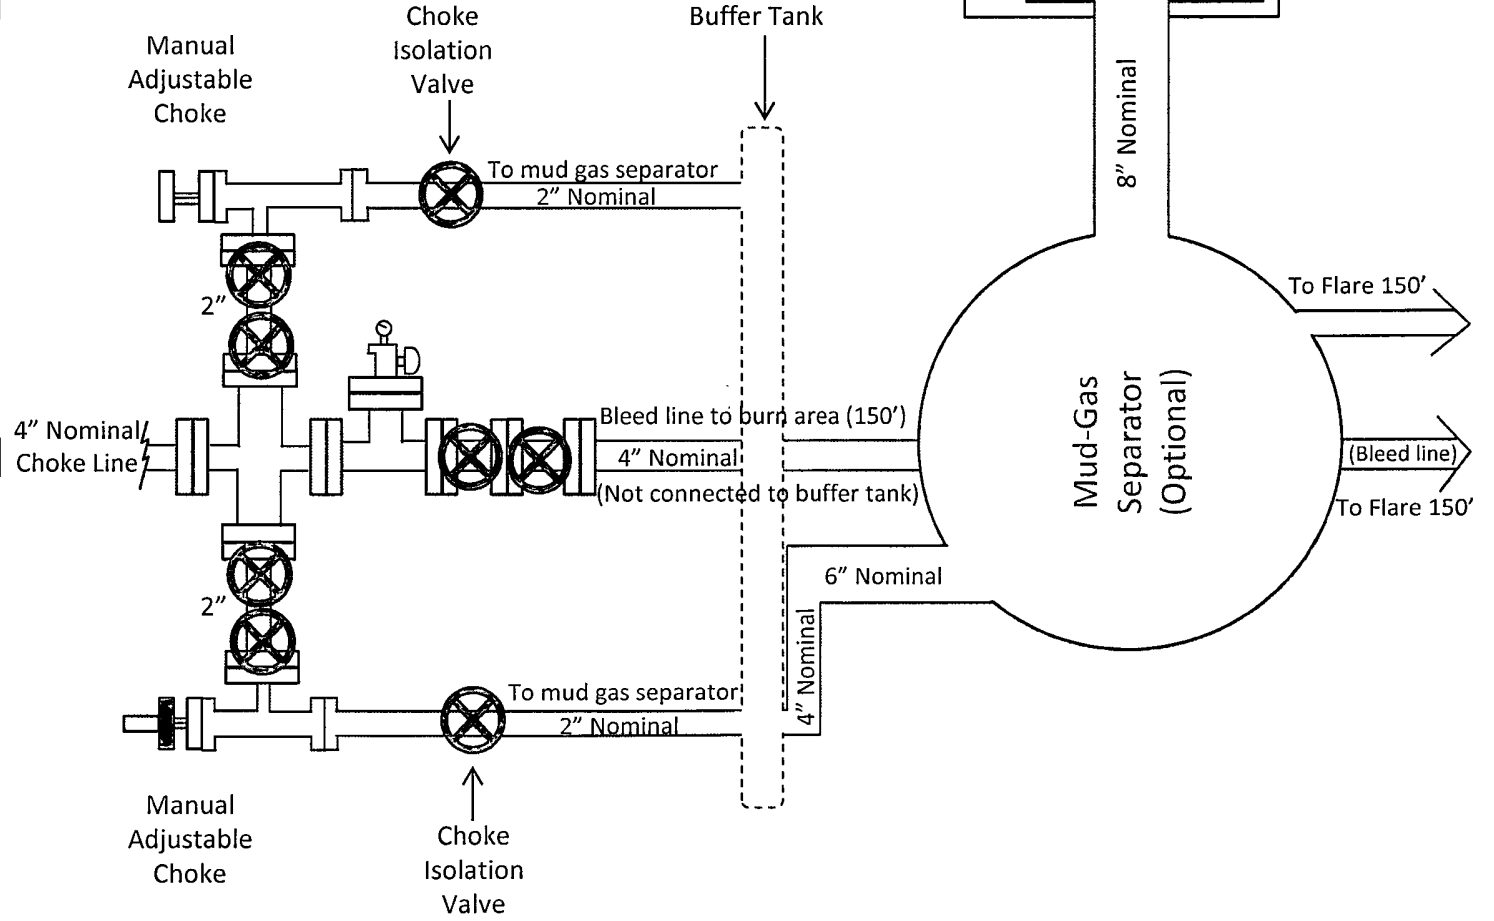 Choke
Isolation
Valve
Buffer Tank
Manual
Adjustable
Choke
8” Nominal
To mud gas separator
2” Nominal
To Flare 150’
2”
Mud-Gas
Separator
(Optional)
4” Nominal
Choke Line
Bleed line to burn area (150’)
4” Nominal
(Not connected to buffer tank)
(Bleed line)
To Flare 150’
6” Nominal
2”
4” Nominal
To mud gas separator
2” Nominal
Manual
Adjustable
Choke
Choke
Isolation
Valve